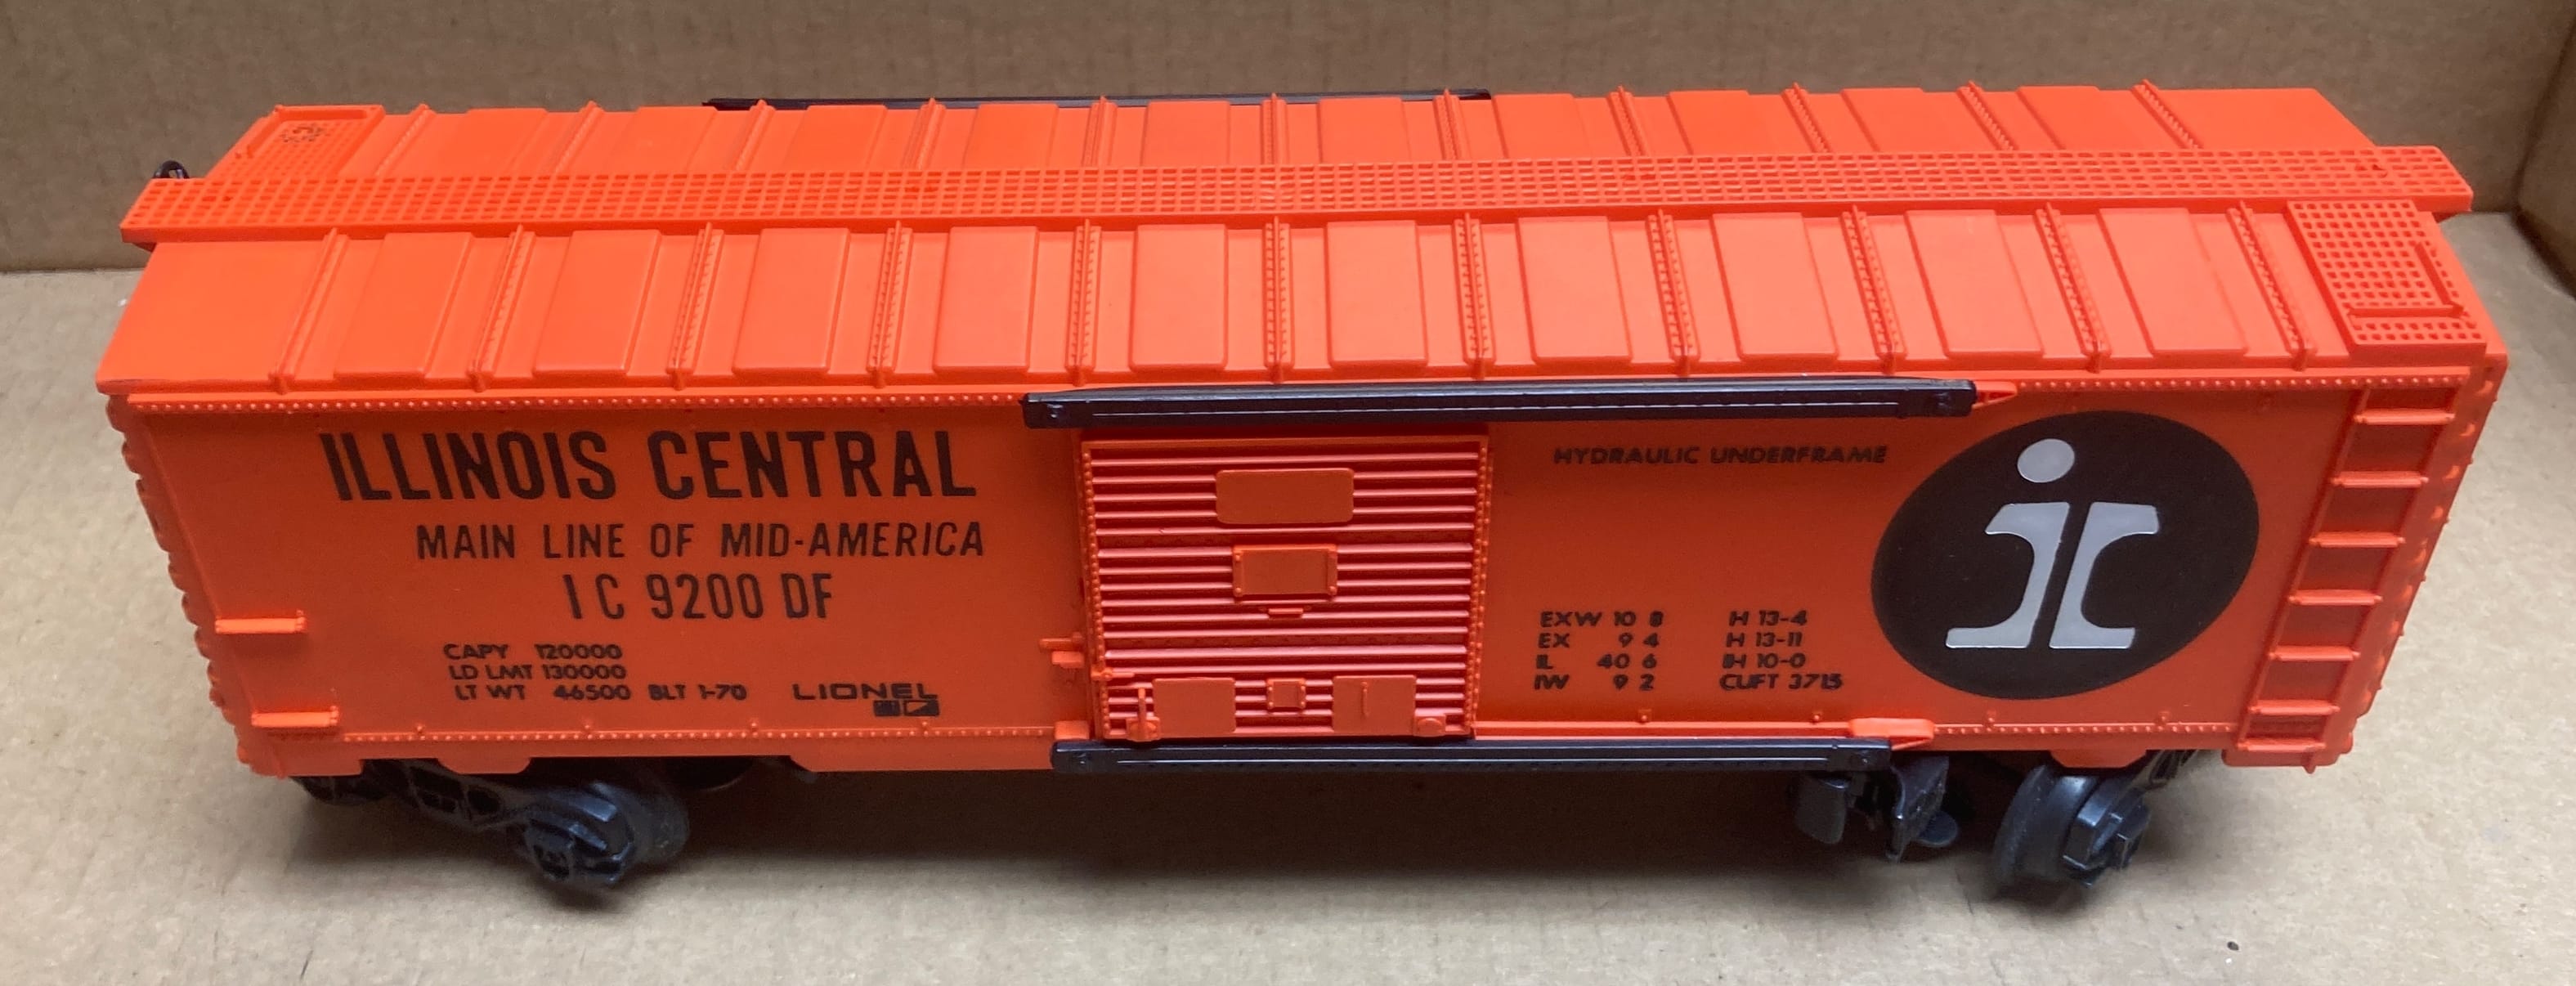 ILLINOIS CENTRAL
MAIN LINE OF MID-AMERICA
IC 9200 DF
CAPY 120000
LD LMT 130000
LT WT 46500 BLT 1-70
LIONEL
HYDRAULIC UNDERFRAME
EXW 10 8 H 13-4
EX 9 4 H 13-11
IL 40 6 IH 10-0
IW 9 2 CUFT 3715
ic